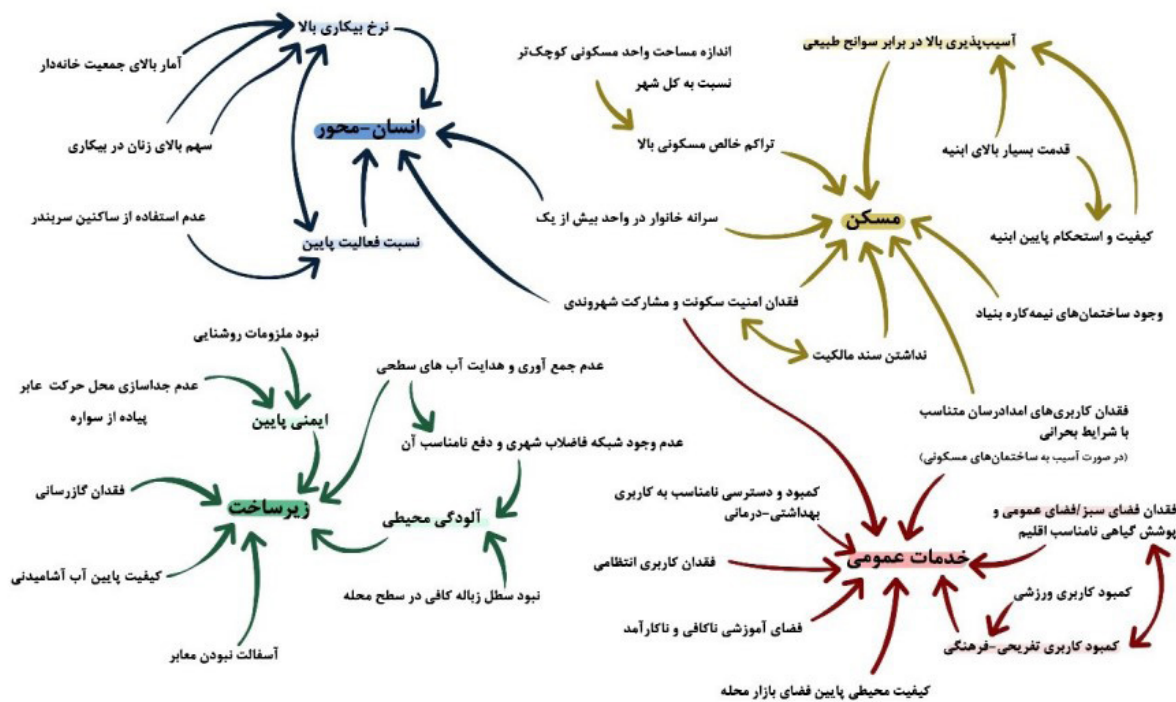 نرخ بیکاری بالا
آمار بالای جمعیت خانه‌دار
انسان-محور
سهم بالای زنان در بیکاری
عدم استفاده از ساکنین سربندر
نسبت فعالیت پایین
اندازه مساحت واحد مسکونی کوچک‌تر
نسبت به کل شهر
تراکم خالص مسکونی بالا
سرانه خانوار در واحد بیش از یک
آسیب‌پذیری بالا در برابر سوانح طبیعی
قدمت بسیار بالای ابنیه
مسکن
کیفیت و استحکام پایین ابنیه
وجود ساختمان‌های نیمه‌کاره بنیاد
فقدان امنیت سکونت و مشارکت شهروندی
نداشتن سند مالکیت
فقدان کاربری‌های امدادرسان متناسب
با شرایط بحرانی
(در صورت آسیب به ساختمان‌های مسکونی)
نبود ملزومات روشنایی
عدم جداسازی محل حرکت عابر
پیاده از سواره
ایمنی پایین
عدم جمع آوری و هدایت آب های سطحی
عدم وجود شبکه فاضلاب شهری و دفع نامناسب آن
فقدان گازرسانی
زیرساخت
آلودگی محیطی
کیفیت پایین آب آشامیدنی
نبود سطل زباله کافی در سطح محله
آسفالت نبودن معابر
کمبود و دسترسی نامناسب به کاربری
بهداشتی-درمانی
فقدان فضای سبز/فضای عمومی و
پوشش گیاهی نامناسب اقلیم
خدمات عمومی
فقدان کاربری انتظامی
کمبود کاربری ورزشی
فضای آموزشی ناکافی و ناکارآمد
کمبود کاربری تفریحی-فرهنگی
کیفیت محیطی پایین فضای بازار محله